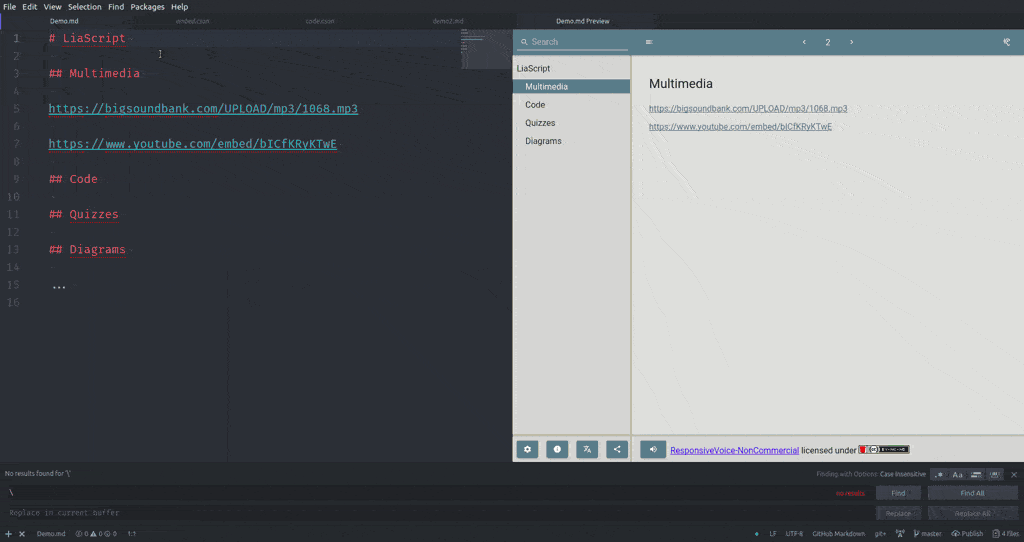 File Edit View Selection Find Packages Help
Demo.md embed.cson code.cson demo2.md Demo.md Preview
1 # LiaScript
2
3 ## Multimedia
4
5 https://bigsoundbank.com/UPLOAD/mp3/1068.mp3
6
7 https://www.youtube.com/embed/bICfKRyKTwE
8
9 ## Code
10
11 ## Quizzes
12
13 ## Diagrams
14
15 ...
16
Search
2
LiaScript
Multimedia
Code
Quizzes
Diagrams
Multimedia
https://bigsoundbank.com/UPLOAD/mp3/1068.mp3
https://www.youtube.com/embed/bICfKRyKTwE
ResponsiveVoice-NonCommercial licensed under
No results found for '\'
Finding with Options: Case Insensitive
.* Aa
\
no results
Find Find All
Replace in current buffer
Replace Replace All
Demo.md 0 0 0 1:1
LF UTF-8 GitHub Markdown git+ master Publish 4 files